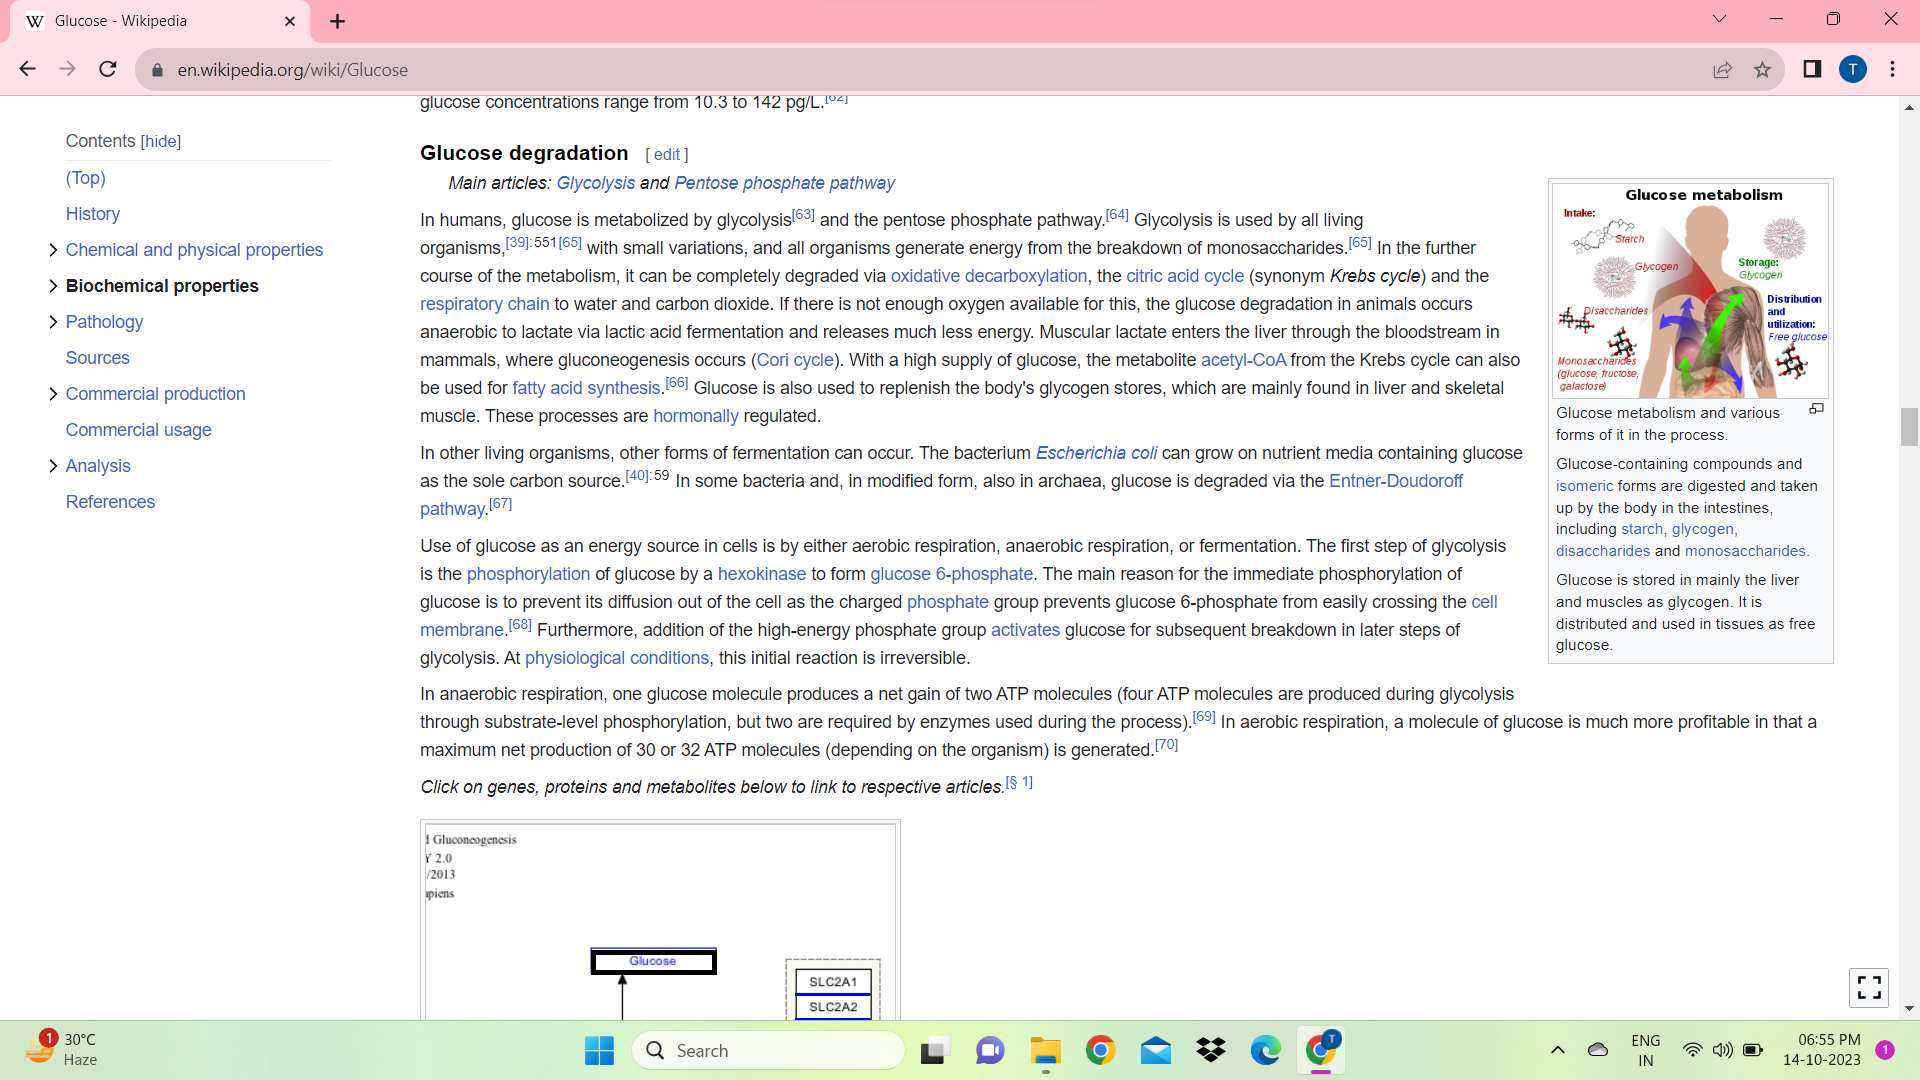 Glucose - Wikipedia
en.wikipedia.org/wiki/Glucose
T
glucose concentrations range from 10.3 to 142 pg/L.[62]
Contents [hide]
(Top)
History
Chemical and physical properties
Biochemical properties
Pathology
Sources
Commercial production
Commercial usage
Analysis
References
Glucose degradation [ edit ]
Main articles: Glycolysis and Pentose phosphate pathway
In humans, glucose is metabolized by glycolysis[63] and the pentose phosphate pathway.[64] Glycolysis is used by all living
organisms,[39]:551[65] with small variations, and all organisms generate energy from the breakdown of monosaccharides.[65] In the further
course of the metabolism, it can be completely degraded via oxidative decarboxylation, the citric acid cycle (synonym Krebs cycle) and the
respiratory chain to water and carbon dioxide. If there is not enough oxygen available for this, the glucose degradation in animals occurs
anaerobic to lactate via lactic acid fermentation and releases much less energy. Muscular lactate enters the liver through the bloodstream in
mammals, where gluconeogenesis occurs (Cori cycle). With a high supply of glucose, the metabolite acetyl-CoA from the Krebs cycle can also
be used for fatty acid synthesis.[66] Glucose is also used to replenish the body's glycogen stores, which are mainly found in liver and skeletal
muscle. These processes are hormonally regulated.
In other living organisms, other forms of fermentation can occur. The bacterium Escherichia coli can grow on nutrient media containing glucose
as the sole carbon source.[40]:59 In some bacteria and, in modified form, also in archaea, glucose is degraded via the Entner-Doudoroff
pathway.[67]
Use of glucose as an energy source in cells is by either aerobic respiration, anaerobic respiration, or fermentation. The first step of glycolysis
is the phosphorylation of glucose by a hexokinase to form glucose 6-phosphate. The main reason for the immediate phosphorylation of
glucose is to prevent its diffusion out of the cell as the charged phosphate group prevents glucose 6-phosphate from easily crossing the cell
membrane.[68] Furthermore, addition of the high-energy phosphate group activates glucose for subsequent breakdown in later steps of
glycolysis. At physiological conditions, this initial reaction is irreversible.
In anaerobic respiration, one glucose molecule produces a net gain of two ATP molecules (four ATP molecules are produced during glycolysis
through substrate-level phosphorylation, but two are required by enzymes used during the process).[69] In aerobic respiration, a molecule of glucose is much more profitable in that a
maximum net production of 30 or 32 ATP molecules (depending on the organism) is generated.[70]
Click on genes, proteins and metabolites below to link to respective articles.[§ 1]
Glucose metabolism
Intake:
Starch
Glycogen
Disaccharides
Monosaccharides
(glucose, fructose,
galactose)
Storage:
Glycogen
Distribution
and
utilization:
Free glucose
Glucose metabolism and various
forms of it in the process.
Glucose-containing compounds and
isomeric forms are digested and taken
up by the body in the intestines,
including starch, glycogen,
disaccharides and monosaccharides.
Glucose is stored in mainly the liver
and muscles as glycogen. It is
distributed and used in tissues as free
glucose.
Gluconeogenesis
Y 2.0
/2013
apiens
Glucose
SLC2A1
SLC2A2
1
30°C
Haze
Search
T
ENG
IN
06:55 PM
14-10-2023
1